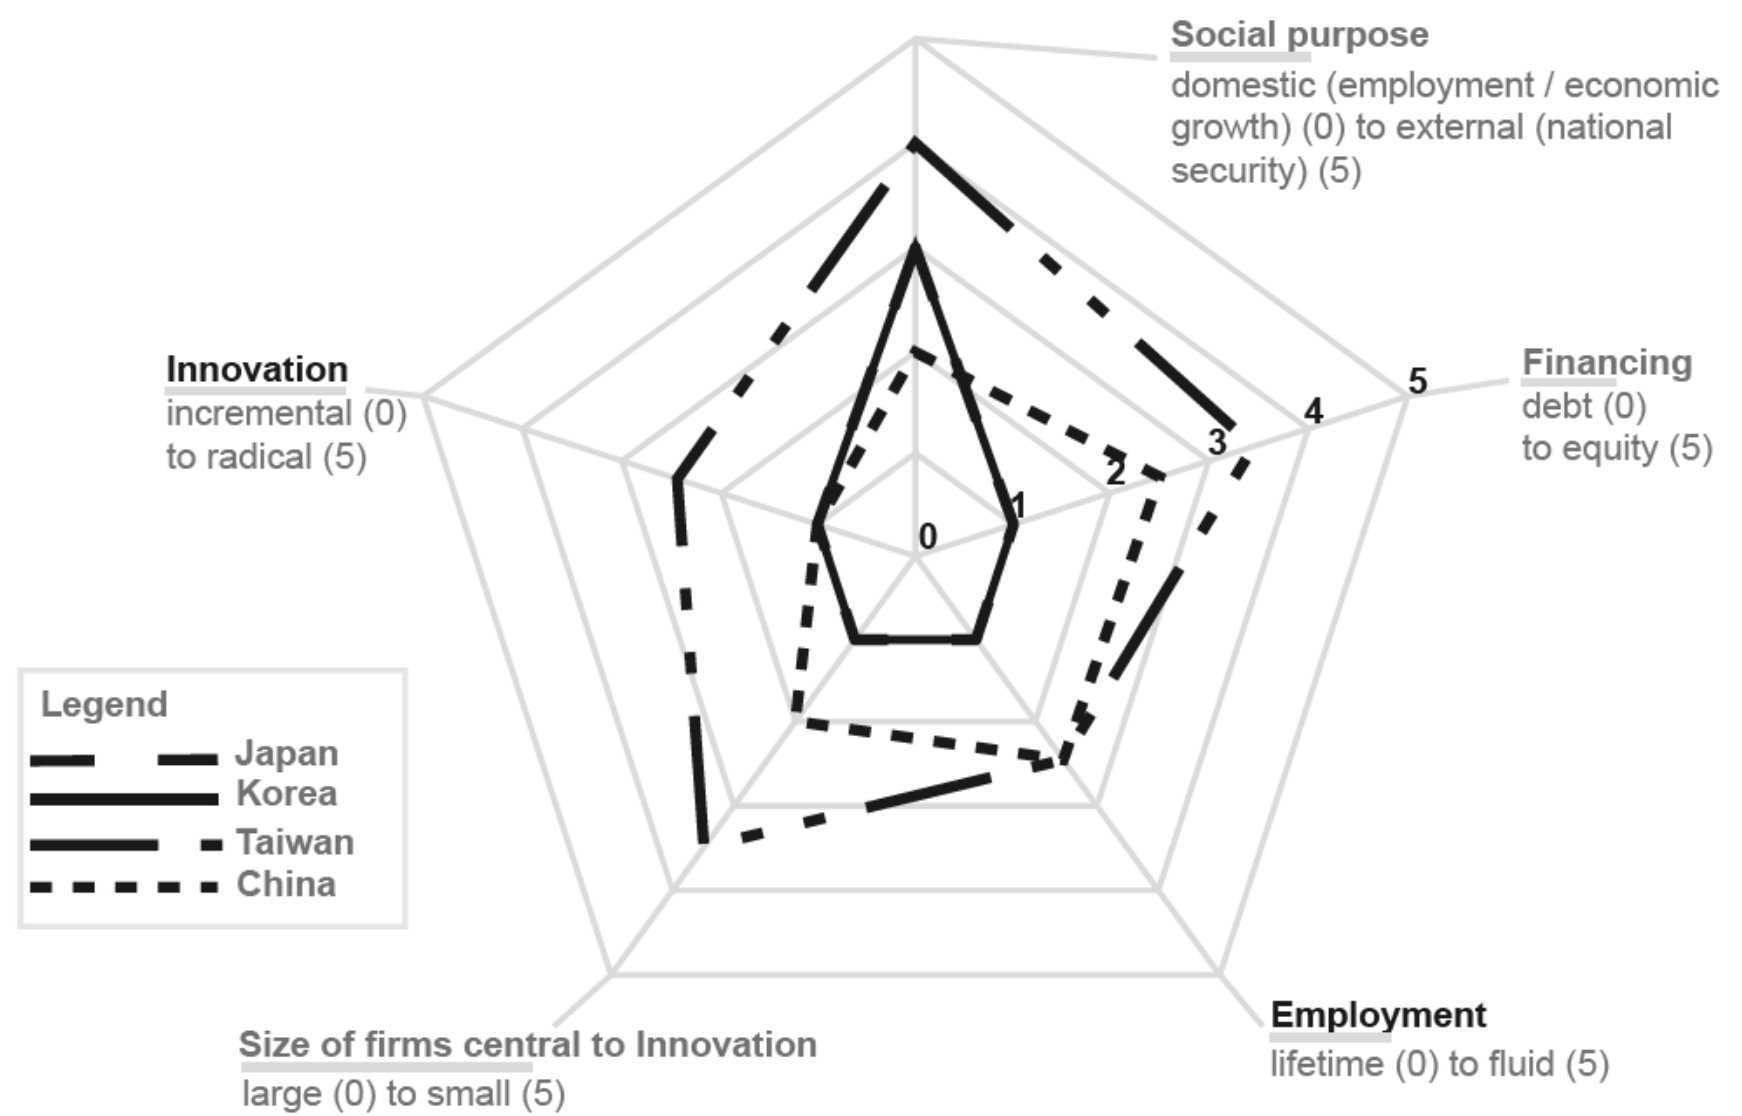 Social purpose
domestic (employment / economic
growth) (0) to external (national
security) (5)
Innovation
incremental (0)
to radical (5)
Financing
debt (0)
to equity (5)
5
4
3
2
1
0
Legend
Japan
Korea
Taiwan
China
Employment
lifetime (0) to fluid (5)
Size of firms central to Innovation
large (0) to small (5)